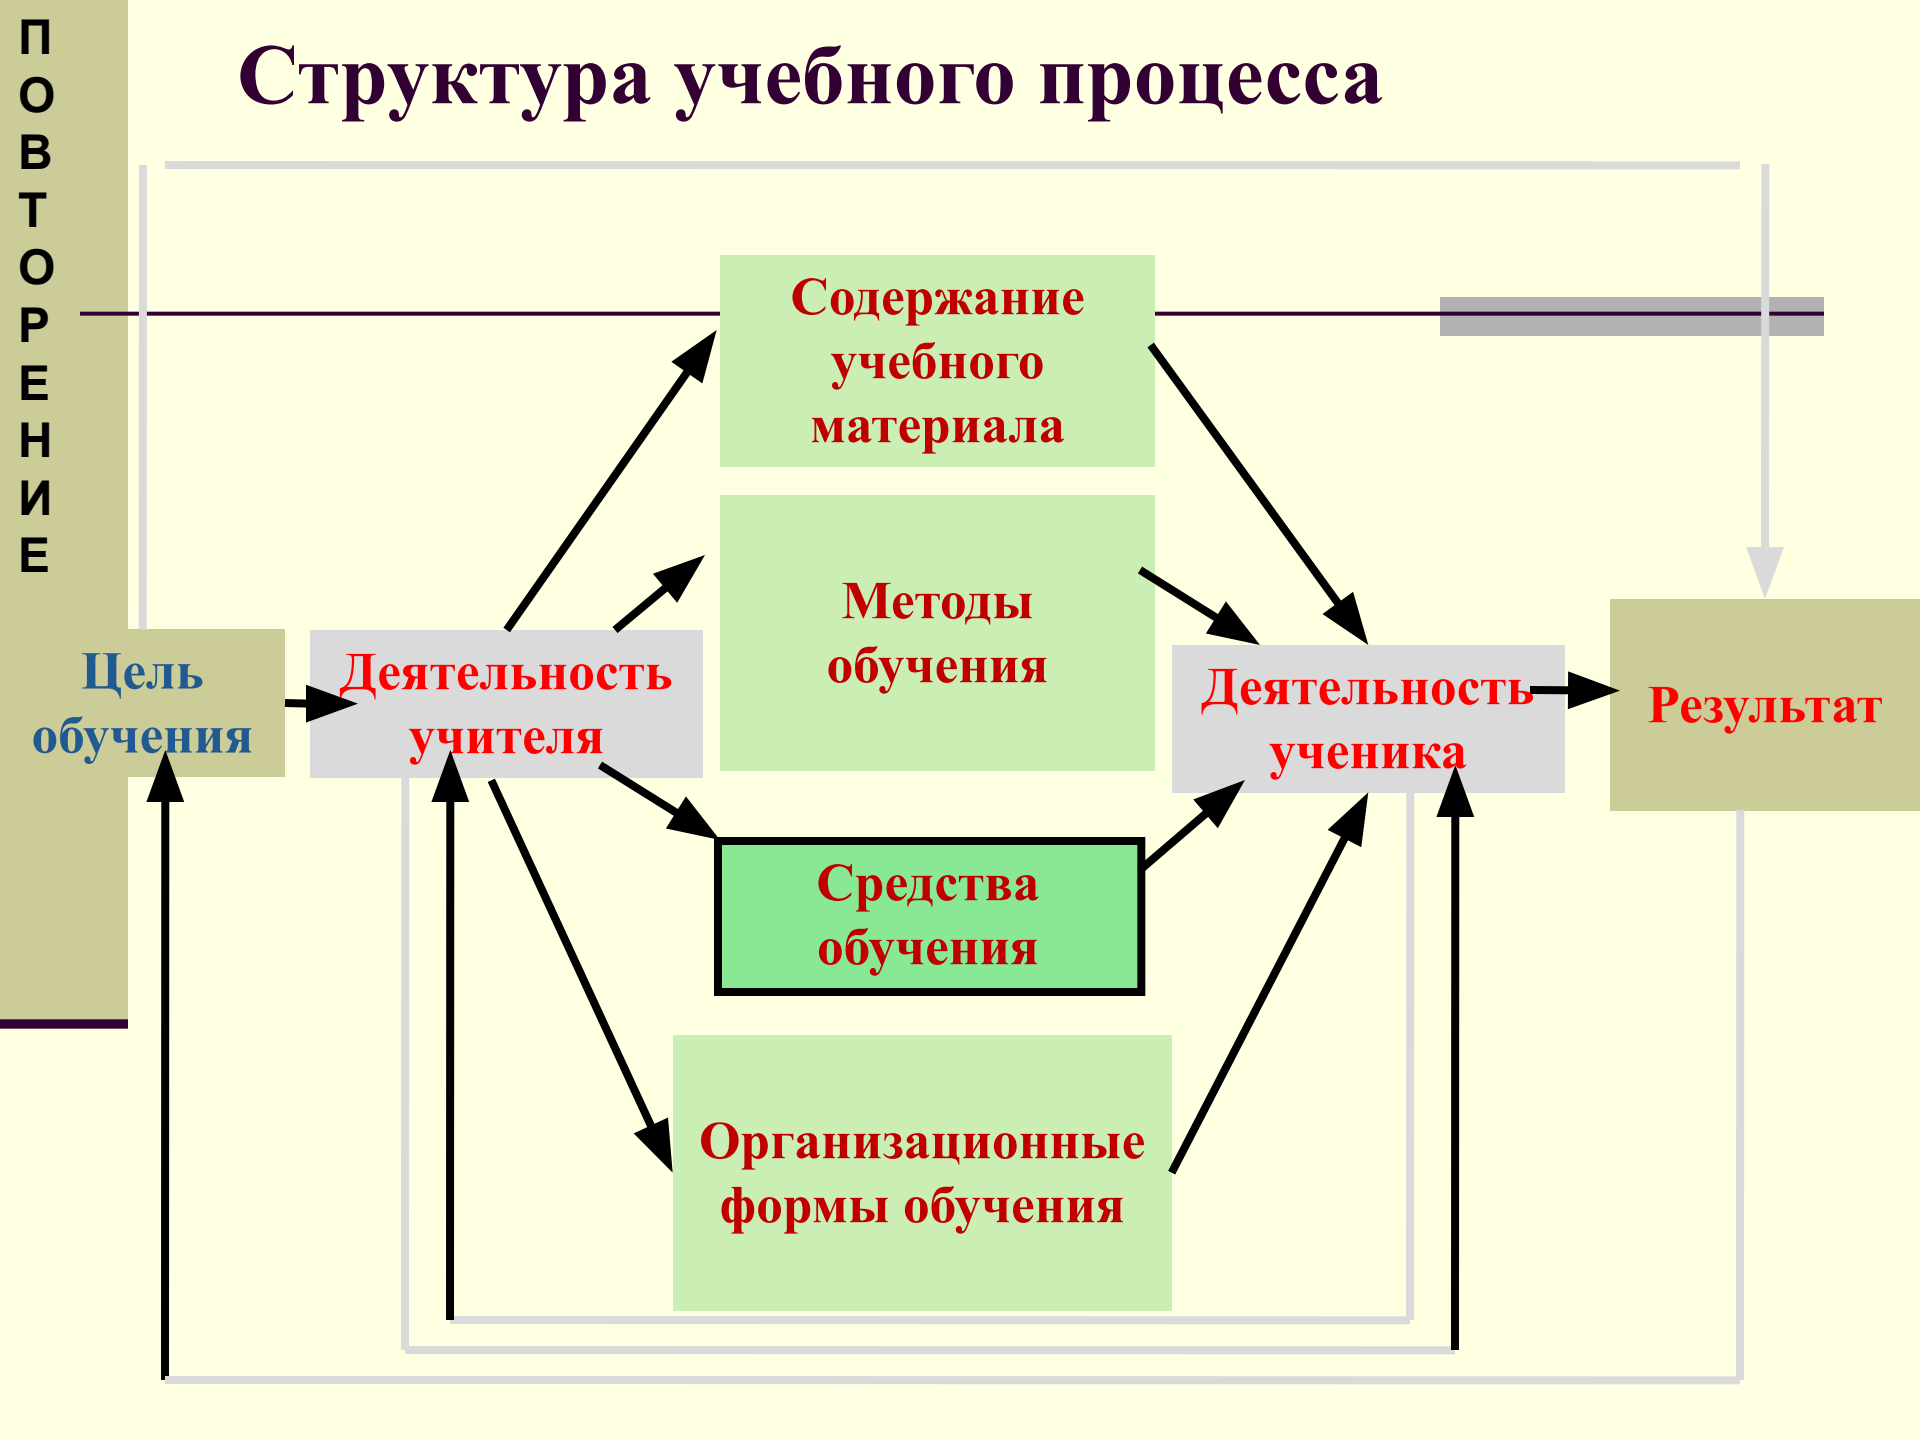 П
О
В
Т
О
Р
Е
Н
И
Е
Структура учебного процесса
Содержание
учебного
материала
Методы
обучения
Цель
обучения
Деятельность
учителя
Деятельность
ученика
Результат
Средства
обучения
Организационные
формы обучения